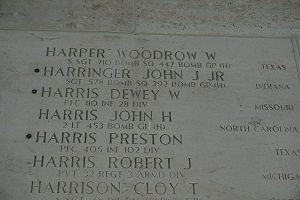 HARPER WOODROW W
S SGT 710 BOMB SQ 447 BOMB GP (H) TEXAS
HARRINGER JOHN J JR
SGT 578 BOMB SQ 392 BOMB GP (H) INDIANA
HARRIS DEWEY W
PFC 110 INF 28 DIV MISSOURI
HARRIS JOHN H
2 LT 453 BOMB GP (H) NORTH CAROLINA
HARRIS PRESTON
PFC 405 INF 102 DIV TEXAS
HARRIS ROBERT J
PVT 32 REGT 3 ARMD DIV MICHIGA
HARRISON CLOY T